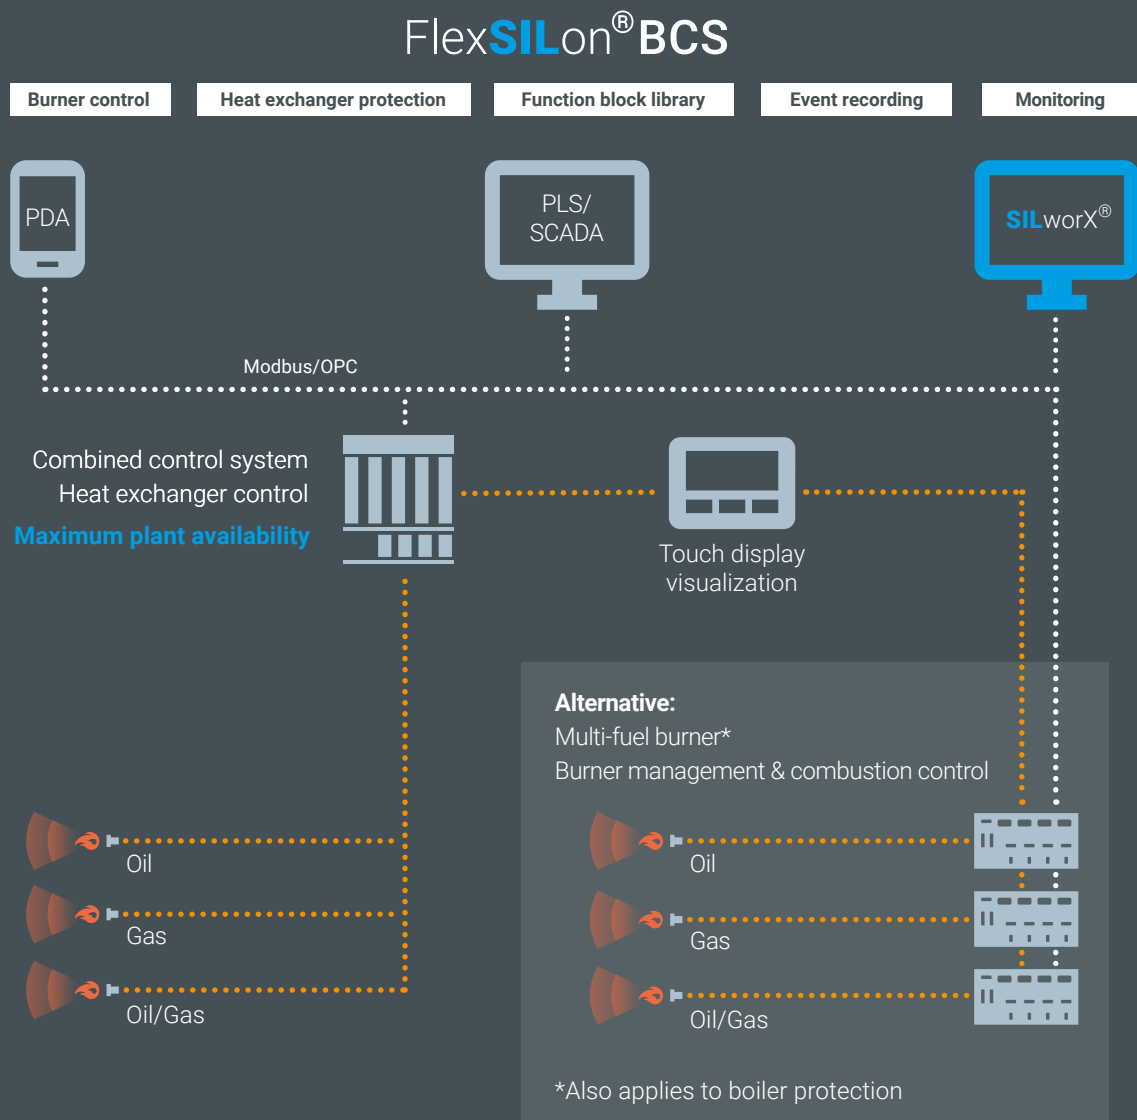 FlexSILon® BCS
Burner control
Heat exchanger protection
Function block library
Event recording
Monitoring
PDA
PLS/
SCADA
SILworX®
Modbus/OPC
Combined control system
Heat exchanger control
Maximum plant availability
Touch display
visualization
Alternative:
Multi-fuel burner*
Burner management & combustion control
Oil
Gas
Oil/Gas
Oil
Gas
Oil/Gas
*Also applies to boiler protection